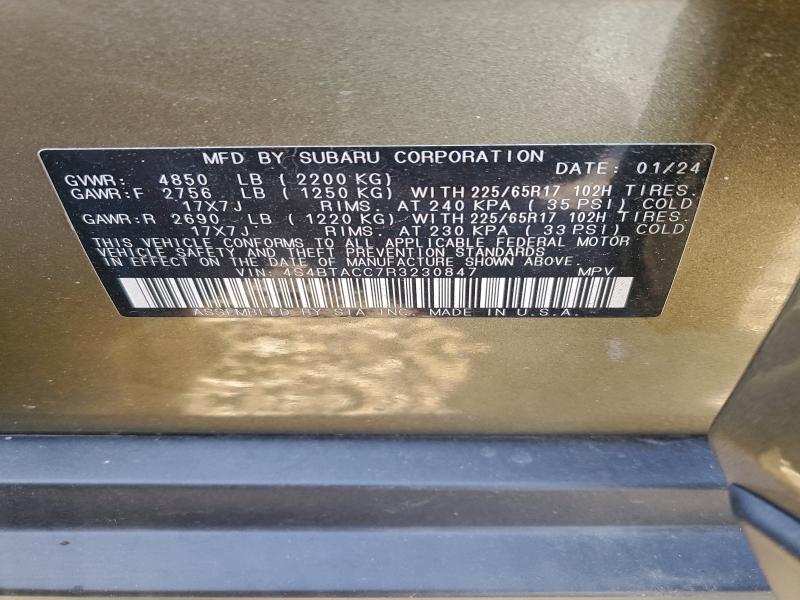 MFD BY SUBARU CORPORATION DATE: 01/24
GVWR: 4850 LB ( 2200 KG)
GAWR:F 2756 LB ( 1250 KG) WITH 225/65R17 102H TIRES.
17X7J RIMS. AT 240 KPA ( 35 PSI) COLD
GAWR:R 2690 LB ( 1220 KG) WITH 225/65R17 102H TIRES.
17X7J RIMS. AT 230 KPA ( 33 PSI) COLD
THIS VEHICLE CONFORMS TO ALL APPLICABLE FEDERAL MOTOR
VEHICLE SAFETY AND THEFT PREVENTION STANDARDS
IN EFFECT ON THE DATE OF MANUFACTURE SHOWN ABOVE.
VIN: 4S4BTACC7R3230847 MPV
ASSEMBLED BY SIA INC. MADE IN U.S.A.